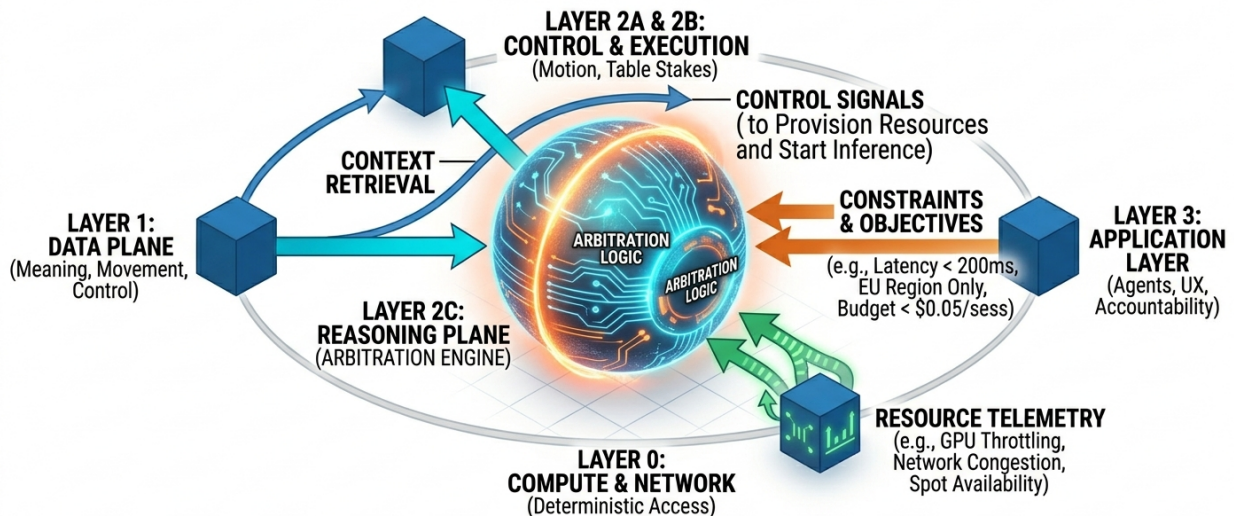 LAYER 2A & 2B:
CONTROL & EXECUTION
(Motion, Table Stakes)
CONTROL SIGNALS
( to Provision Resources
and Start Inference)
CONTEXT
RETRIEVAL
CONSTRAINTS
& OBJECTIVES
(e.g., Latency < 200ms,
EU Region Only,
Budget < $0.05/sess)
LAYER 1:
DATA PLANE
(Meaning, Movement,
Control)
LAYER 3:
APPLICATION
LAYER
(Agents, UX,
Accountability)
ARBITRATION
LOGIC
ARBITRATION
LOGIC
LAYER 2C:
REASONING PLANE
(ARBITRATION ENGINE)
RESOURCE TELEMETRY
(e.g., GPU Throttling,
Network Congestion,
Spot Availability)
LAYER 0:
COMPUTE & NETWORK
(Deterministic Access)